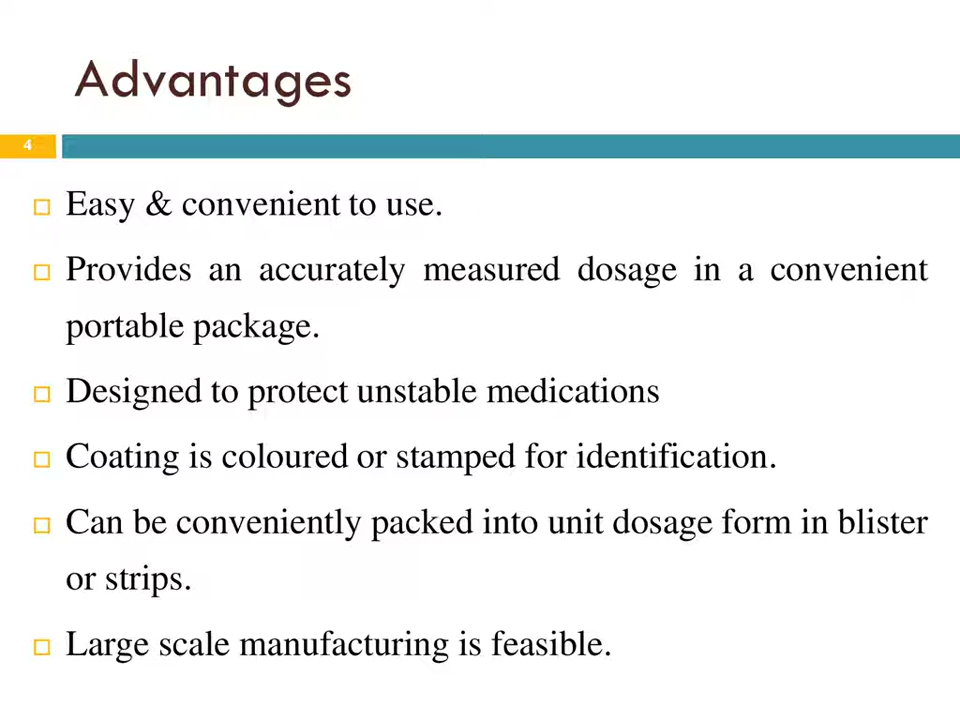 Advantages
4
Easy & convenient to use.
Provides an accurately measured dosage in a convenient
portable package.
Designed to protect unstable medications
Coating is coloured or stamped for identification.
Can be conveniently packed into unit dosage form in blister
or strips.
Large scale manufacturing is feasible.